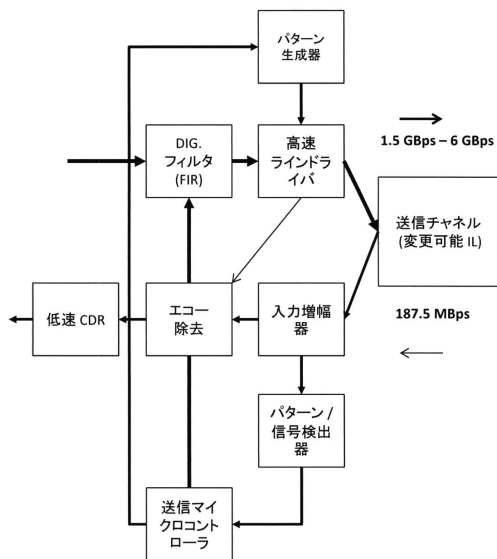 パターン
生成器
DIG.
フィルタ
(FIR)
高速
ラインドラ
イバ
1.5 GBps – 6 GBps
送信チャネル
(変更可能 IL)
187.5 MBps
低速 CDR
エコー
除去
入力増幅
器
パターン /
信号検出
器
送信マイ
クロコント
ローラ